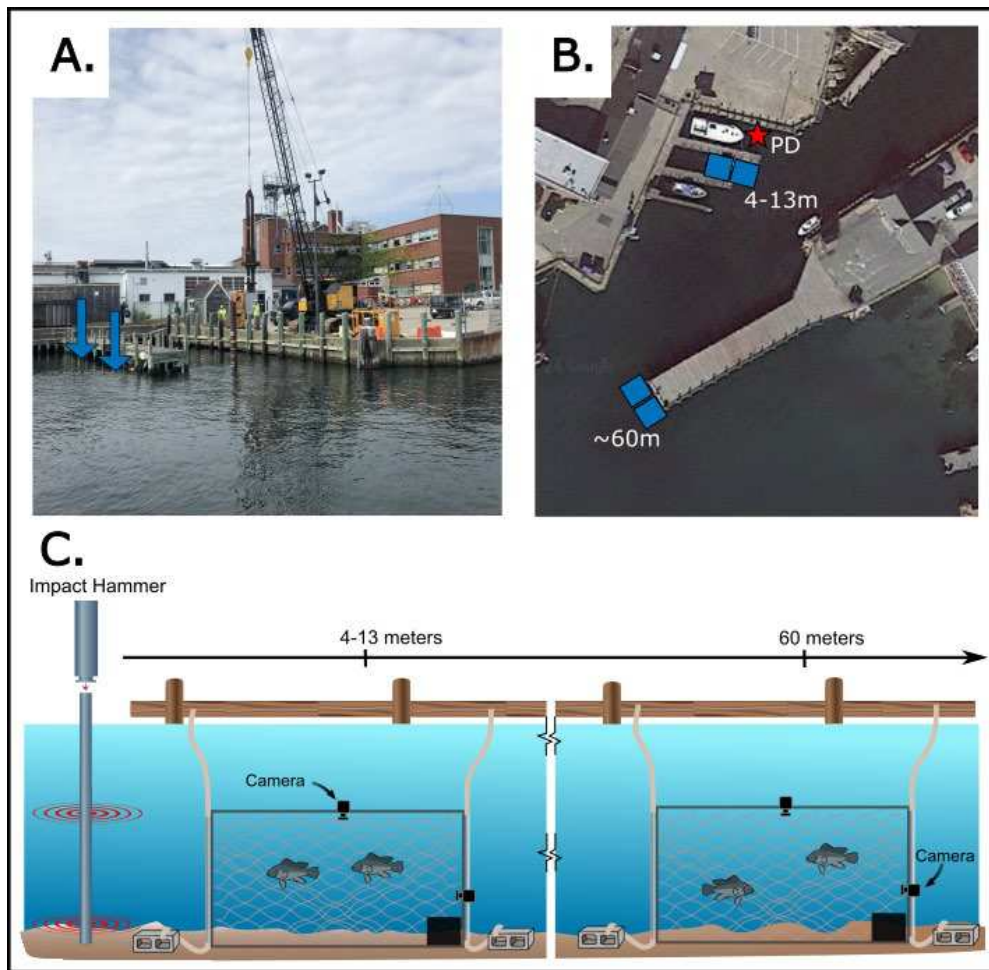 A.
B.
PD
4-13m
~60m
C.
Impact Hammer
4-13 meters
60 meters
Camera
Camera